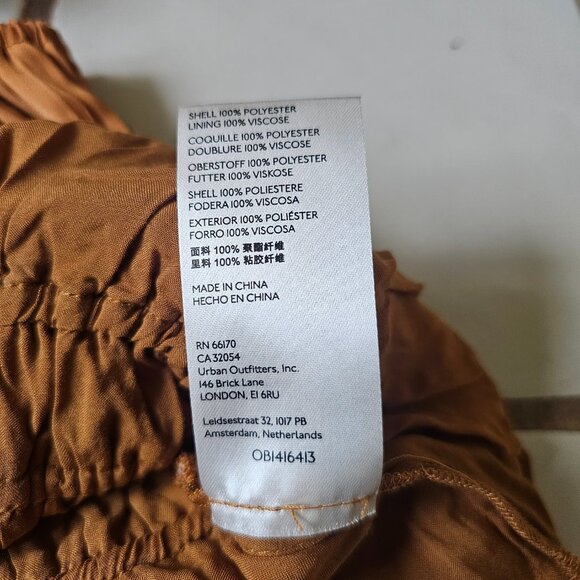 SHELL 100% POLYESTER
LINING 100% VISCOSE
COQUILLE 100% POLYESTER
DOUBLURE 100% VISCOSE
OBERSTOFF 100% POLYESTER
FUTTER 100% VISKOSE
SHELL 100% POLIESTERE
FODERA 100% VISCOSA
EXTERIOR 100% POLIÉSTER
FORRO 100% VISCOSA
面料 100% 聚酯纤维
里料 100% 粘胶纤维
MADE IN CHINA
HECHO EN CHINA
RN 66170
CA 32054
Urban Outfitters, Inc.
146 Brick Lane
LONDON, E1 6RU
Leidsestraat 32, 1017 PB
Amsterdam, Netherlands
OB1416413